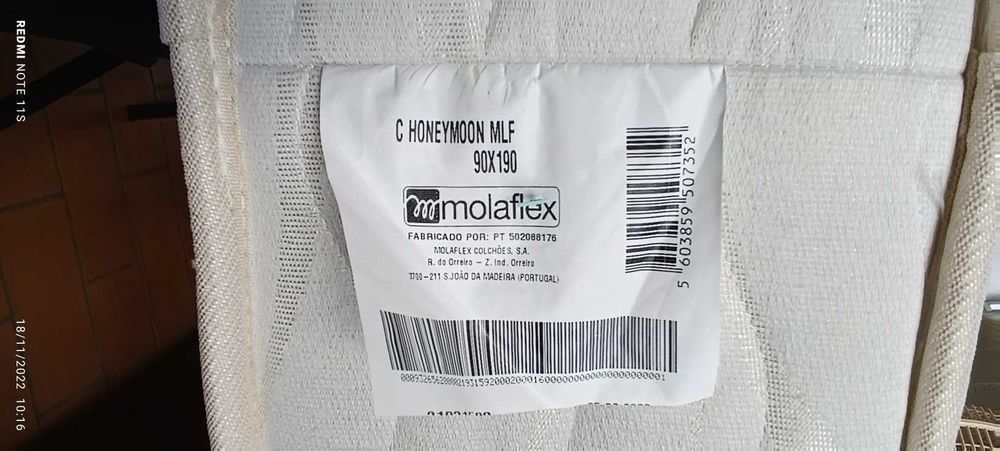 C HONEYMOON MLF
90X190
molaflex
FABRICADO POR: PT 502088176
MOLAFLEX COLCHÕES, S.A.
R. do Orreiro - Z. Ind. Orreiro
3700-211 S.JOÃO DA MADEIRA (PORTUGAL)
5 603859 507352
REDMI NOTE 11S
18/11/2022 10:16